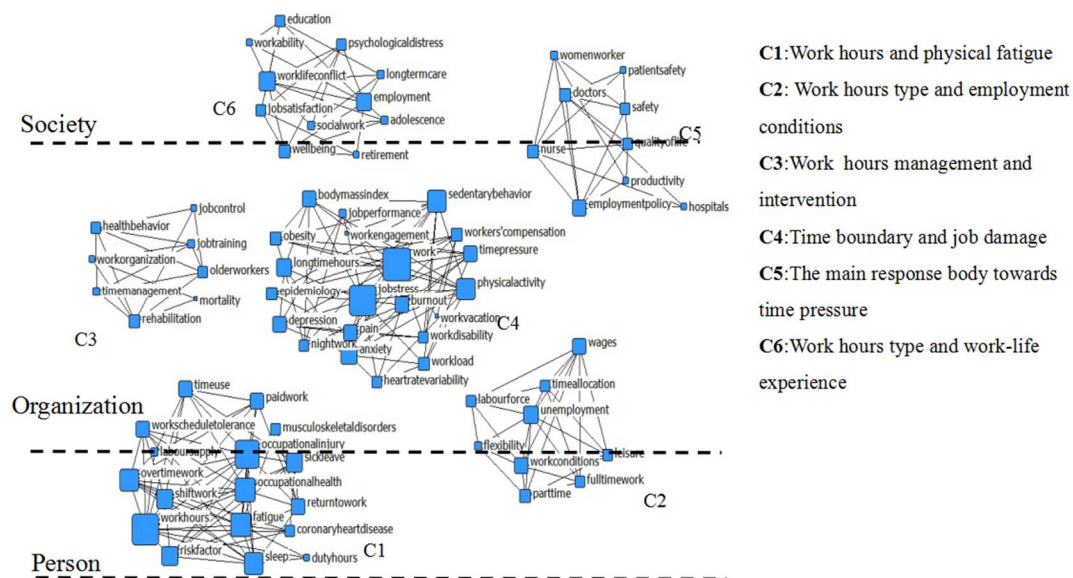 education
workability
psychologicaldistress
worklifeconflict
longtermcare
employment
C6
jobsatisfaction
socialwork
adolescence
Society
wellbeing
retirement
womenworker
patientsafety
doctors
safety
C5
nurse
qualityoflife
productivity
employmentpolicy
hospitals
C1:Work hours and physical fatigue
C2: Work hours type and employment
conditions
C3:Work hours management and
intervention
C4:Time boundary and job damage
C5:The main response body towards
time pressure
C6:Work hours type and work-life
experience
jobcontrol
healthbehavior
jobtraining
workorganization
olderworkers
timemanagement
mortality
rehabilitation
C3
bodymassindex
sedentarybehavior
jobperformance
workengagement
workers'compensation
obesity
work
timepressure
longtimehours
epidemiology
jobstress
physicalactivity
burnout
workvacation
depression
pain
C4
workdisability
nightwork
anxiety
workload
heartratevariability
wages
timeallocation
labourforce
unemployment
flexibility
leisure
workconditions
fulltimework
parttime
C2
Organization
timeuse
paidwork
workscheduletolerance
musculoskeletaldisorders
laboursupply
occupationalinjury
sickleave
overtimework
occupationalhealth
shiftwork
returntowork
workhours
fatigue
coronaryheartdisease
riskfactor
sleep
dutyhours
C1
Person